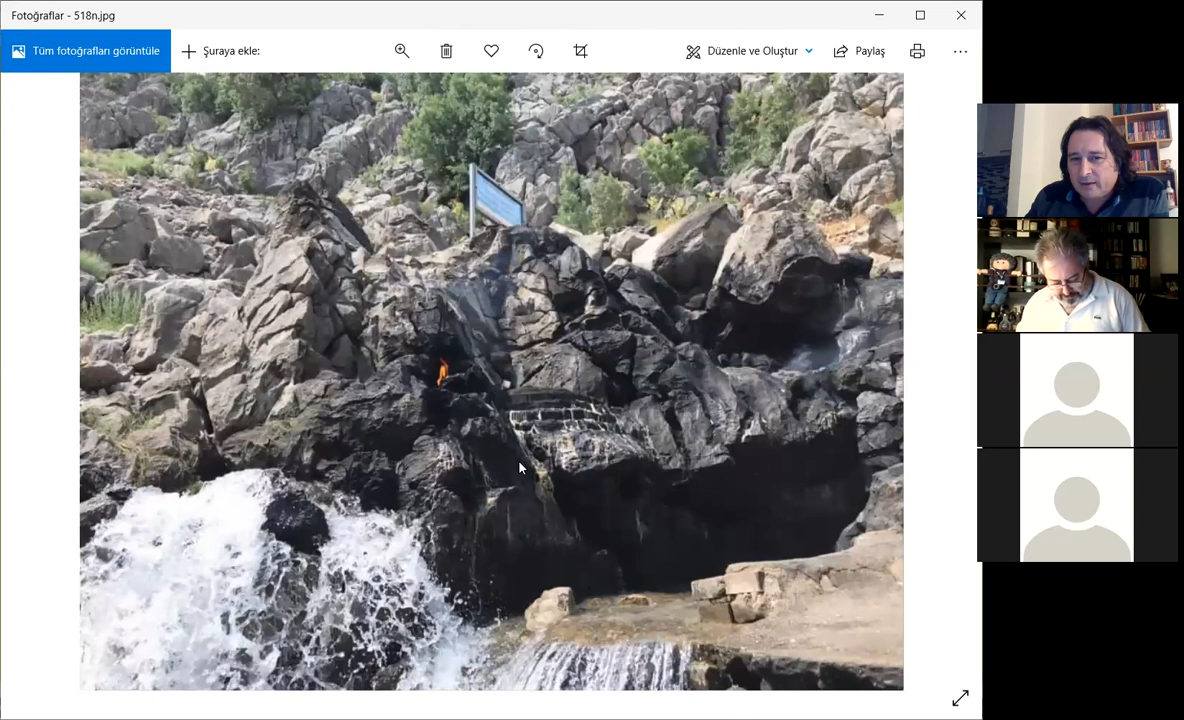 Fotoğraflar - 518n.jpg
Tüm fotoğrafları görüntüle
Şuraya ekle:
Düzenle ve Oluştur
Paylaş